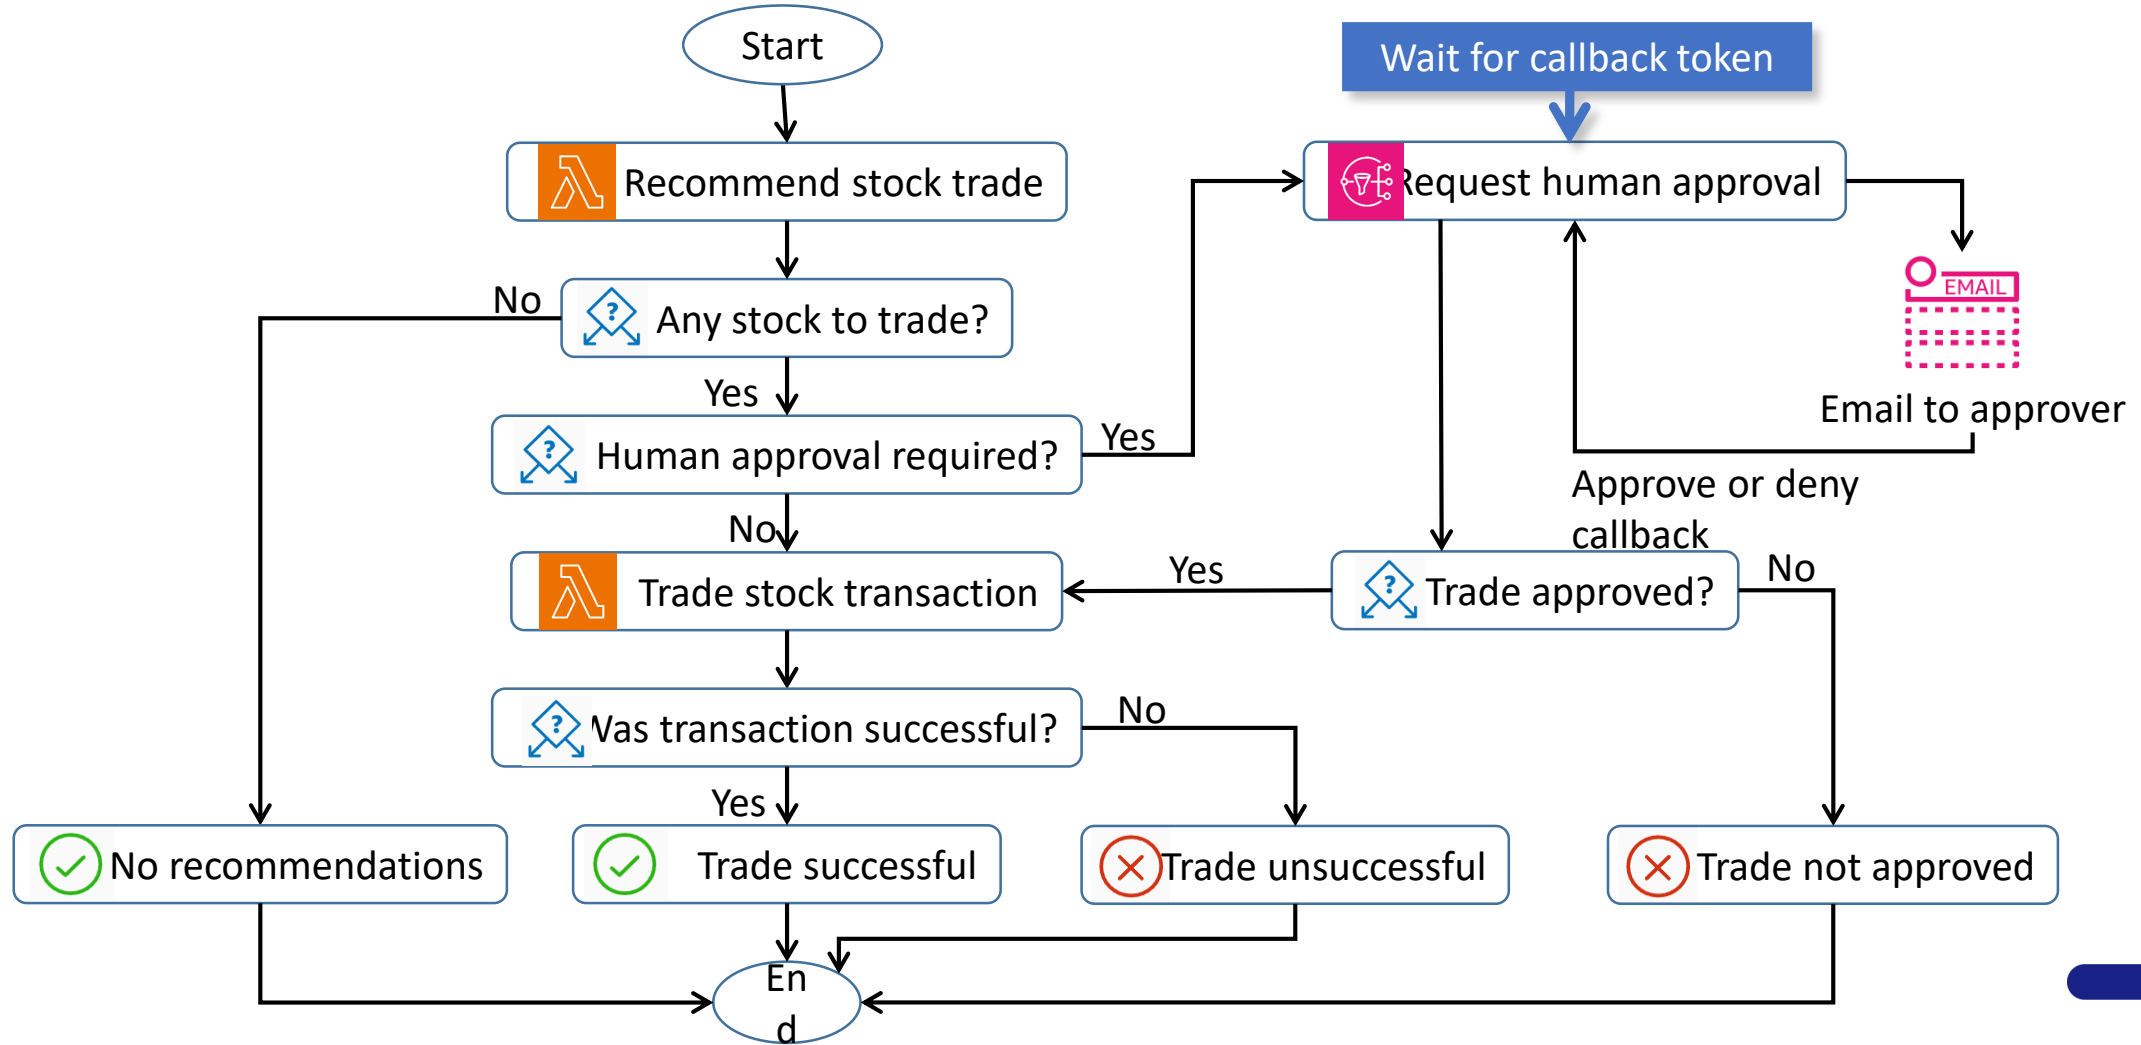 Start
Wait for callback token
Recommend stock trade
Request human approval
No
Any stock to trade?
EMAIL
Yes
Email to approver
Human approval required?
Yes
Approve or deny
callback
No
Trade stock transaction
Yes
Trade approved?
No
Was transaction successful?
No
Yes
No recommendations
Trade successful
Trade unsuccessful
Trade not approved
En
d